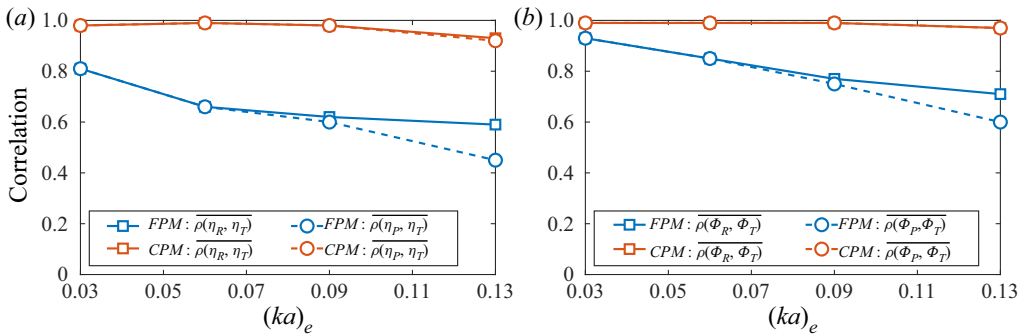 (a)
1.0
0.8
0.6
0.4
0.2
0
Correlation
FPM : ρ(η_R, η_T) FPM : ρ(η_P, η_T)
CPM : ρ(η_R, η_T) CPM : ρ(η_P, η_T)
0.03 0.05 0.07 0.09 0.11 0.13
(ka)_e
(b)
1.0
0.8
0.6
0.4
0.2
0
FPM : ρ(Φ_R, Φ_T) FPM : ρ(Φ_P, Φ_T)
CPM : ρ(Φ_R, Φ_T) CPM : ρ(Φ_P, Φ_T)
0.03 0.05 0.07 0.09 0.11 0.13
(ka)_e